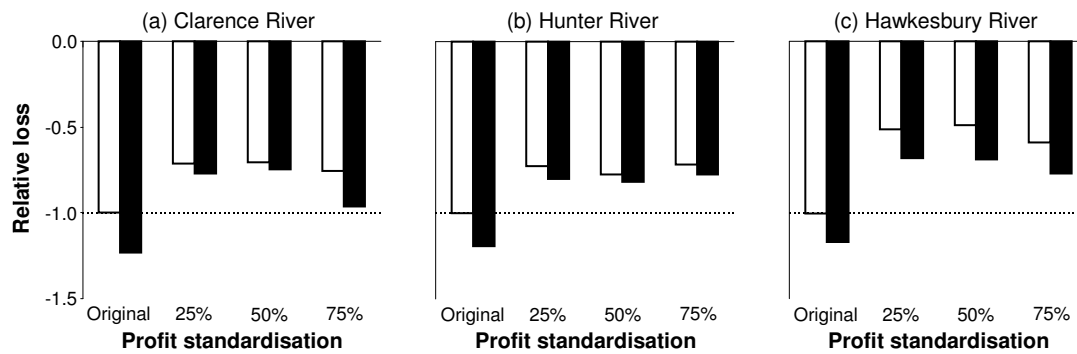 (a) Clarence River
(b) Hunter River
(c) Hawkesbury River
Relative loss
0.0
-0.5
-1.0
-1.5
Original 25% 50% 75%
Original 25% 50% 75%
Original 25% 50% 75%
Profit standardisation
Profit standardisation
Profit standardisation